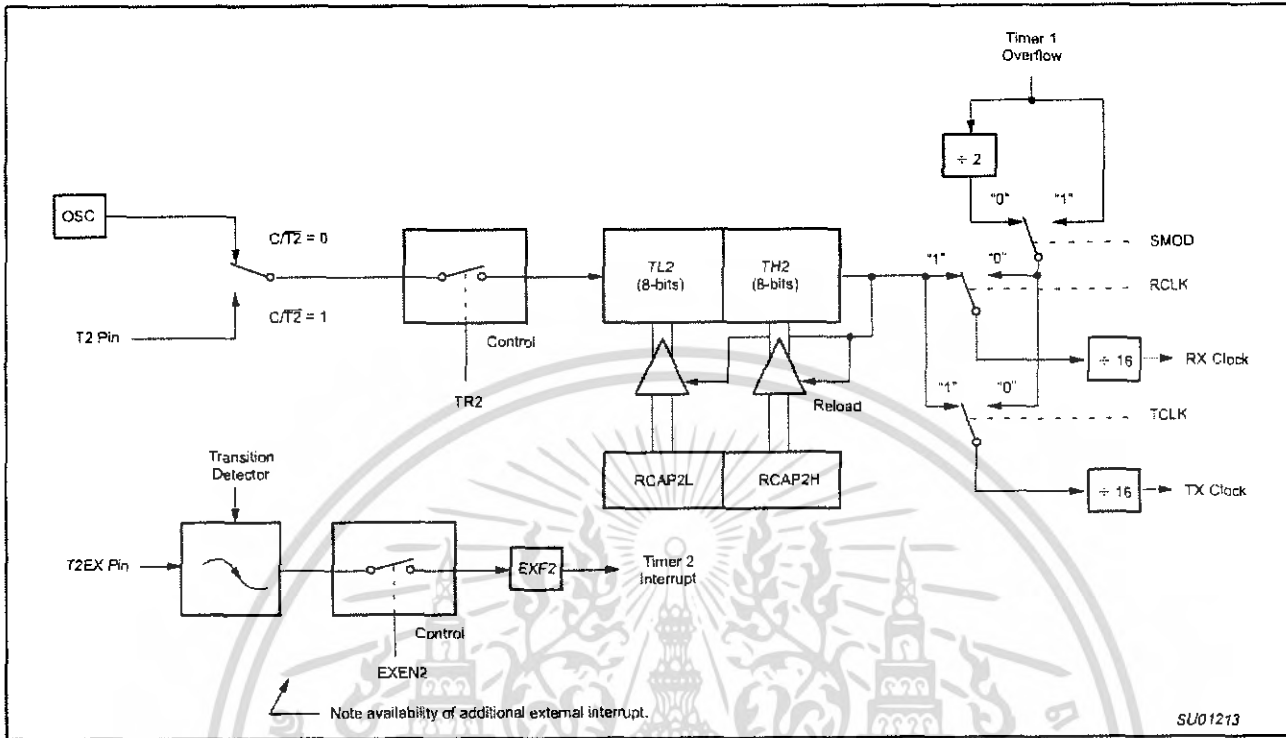 Timer 1
Overflow
÷ 2
"0"
"1"
SMOD
OSC
C/T̅2̅ = 0
C/T̅2̅ = 1
T2 Pin
Control
TR2
TL2
(8-bits)
TH2
(8-bits)
"1"
"0"
RCLK
÷ 16
RX Clock
"1"
"0"
TCLK
÷ 16
TX Clock
Reload
RCAP2L
RCAP2H
Transition
Detector
T2EX Pin
Control
EXEN2
EXF2
Timer 2
Interrupt
Note availability of additional external interrupt.
SU01213